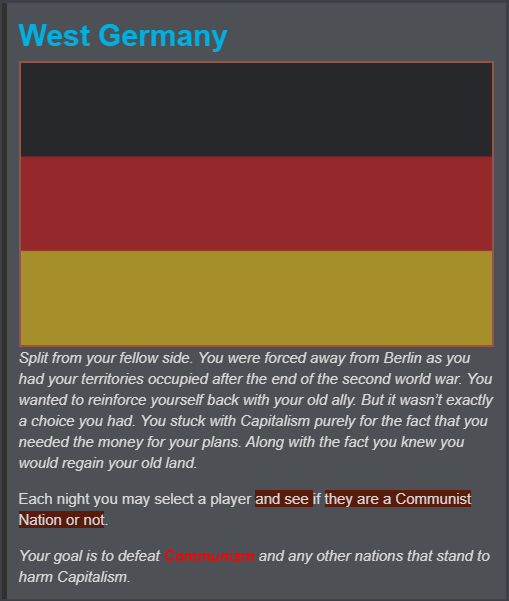 West Germany
Split from your fellow side. You were forced away from Berlin as you
had your territories occupied after the end of the second world war. You
wanted to reinforce yourself back with your old ally. But it wasn't exactly
a choice you had. You stuck with Capitalism purely for the fact that you
needed the money for your plans. Along with the fact you knew you
would regain your old land.
Each night you may select a player and see if they are a Communist
Nation or not.
Your goal is to defeat Communism and any other nations that stand to
harm Capitalism.